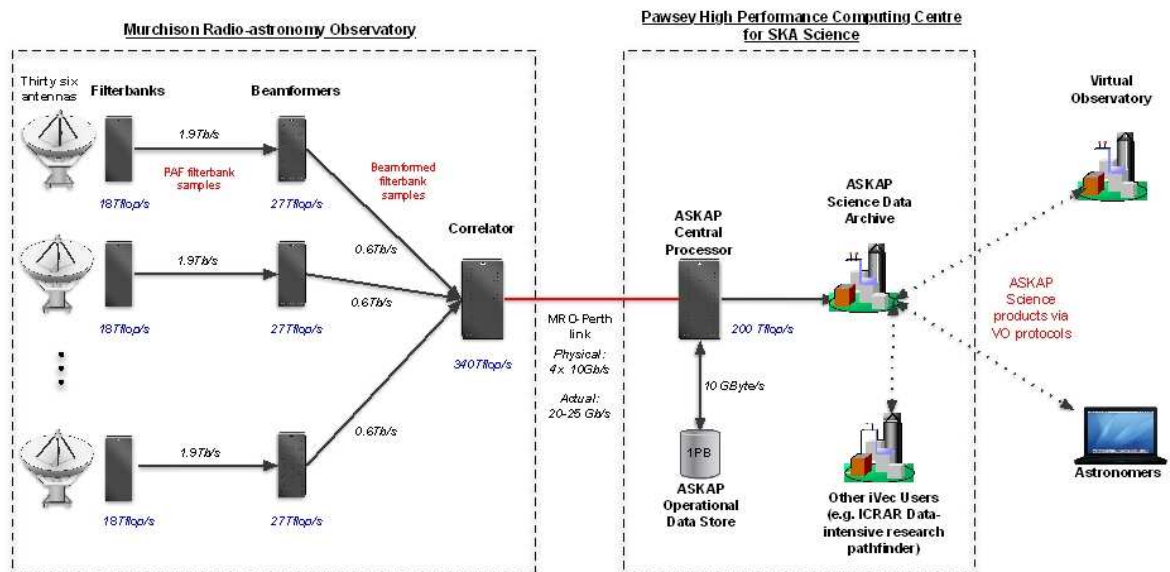 Murchison Radio-astronomy Observatory
Pawsey High Performance Computing Centre
for SKA Science
Thirty six
antennas
Filterbanks
Beamformers
1.9Tb/s
PAF filterbank
samples
Beamformed
filterbank
samples
18Tflop/s
27Tflop/s
0.6Tb/s
1.9Tb/s
0.6Tb/s
18Tflop/s
27Tflop/s
1.9Tb/s
0.6Tb/s
18Tflop/s
27Tflop/s
Correlator
340Tflop/s
MRO-Perth
link
Physical:
4x 10Gb/s
Actual:
20-25 Gb/s
ASKAP
Central
Processor
200 Tflop/s
10 GByte/s
1PB
ASKAP
Operational
Data Store
ASKAP
Science Data
Archive
Other iVec Users
(e.g. ICRAR Data-
intensive research
pathfinder)
Virtual
Observatory
ASKAP
Science
products via
VO protocols
Astronomers